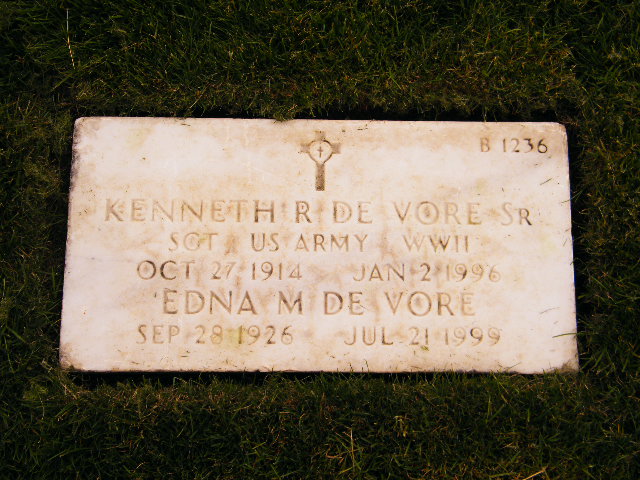 B 1236
KENNETH R DE VORE SR
SGT US ARMY WWII
OCT 27 1914 JAN 2 1996
EDNA M DE VORE
SEP 28 1926 JUL 21 1999